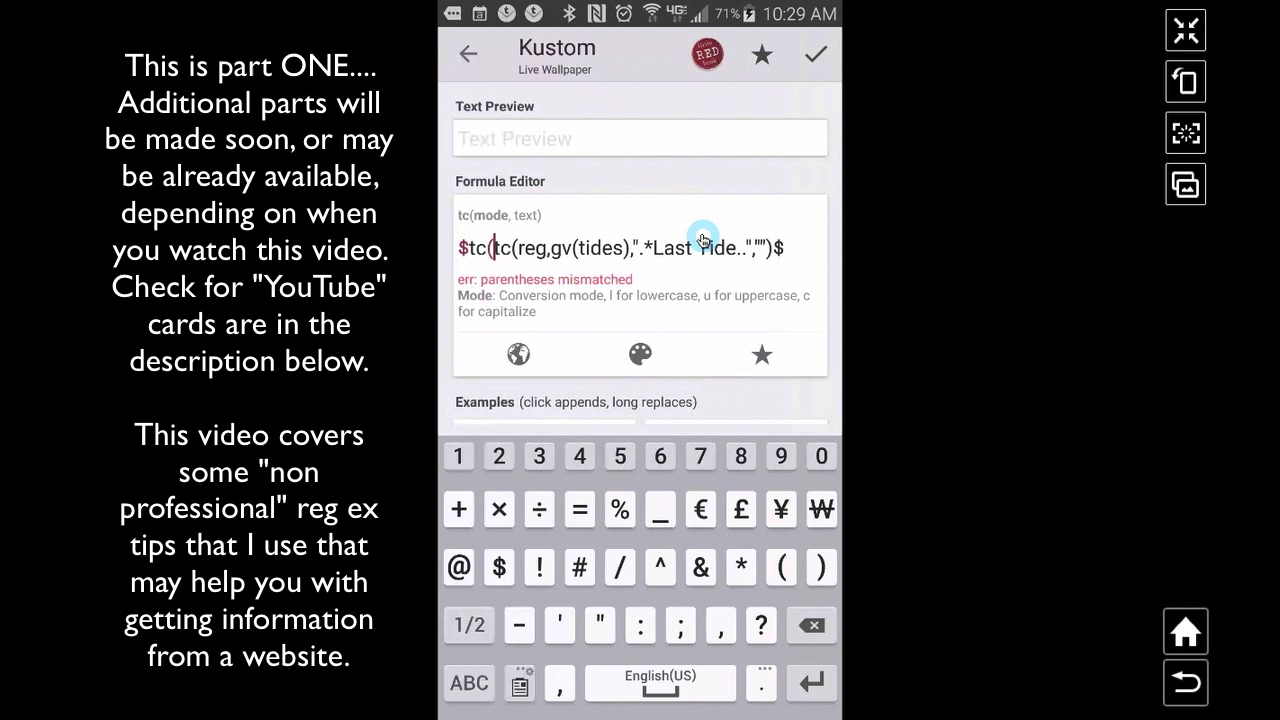 This is part ONE....
Additional parts will
be made soon, or may
be already available,
depending on when
you watch this video.
Check for "YouTube"
cards are in the
description below.
This video covers
some "non
professional" reg ex
tips that I use that
may help you with
getting information
from a website.
4G 71% 10:29 AM
Kustom
Live Wallpaper
RED
Text Preview
Text Preview
Formula Editor
tc(mode, text)
$tc(tc(reg,gv(tides),".*Last Tide..","")$
err: parentheses mismatched
Mode: Conversion mode, l for lowercase, u for uppercase, c
for capitalize
Examples (click appends, long replaces)
1 2 3 4 5 6 7 8 9 0
+ × ÷ = % _ € £ ¥ ₩
@ $ ! # / ^ & * ( )
1/2 - ' " : ; , ?
ABC , English(US) .